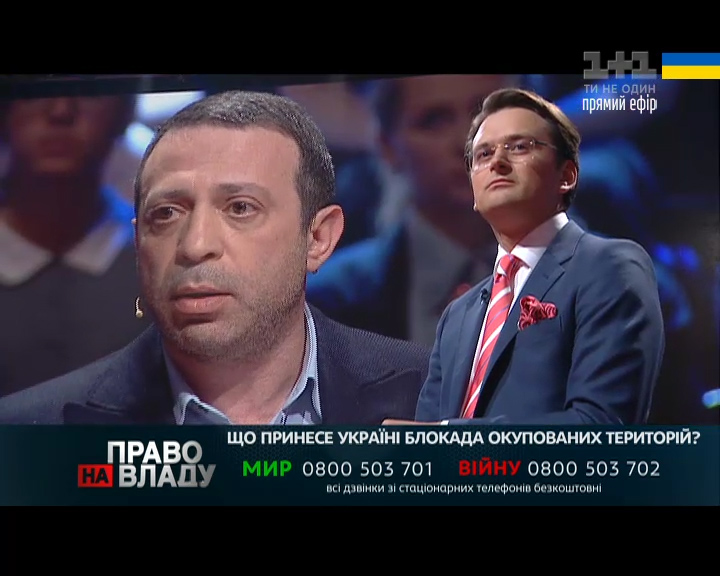 1+1
ТИ НЕ ОДИН
ПРЯМИЙ ЕФІР
ЩО ПРИНЕСЕ УКРАЇНІ БЛОКАДА ОКУПОВАНИХ ТЕРИТОРІЙ?
ПРАВО
НА ВЛАДУ
МИР 0800 503 701 ВІЙНУ 0800 503 702
всі дзвінки зі стаціонарних телефонів безкоштовні